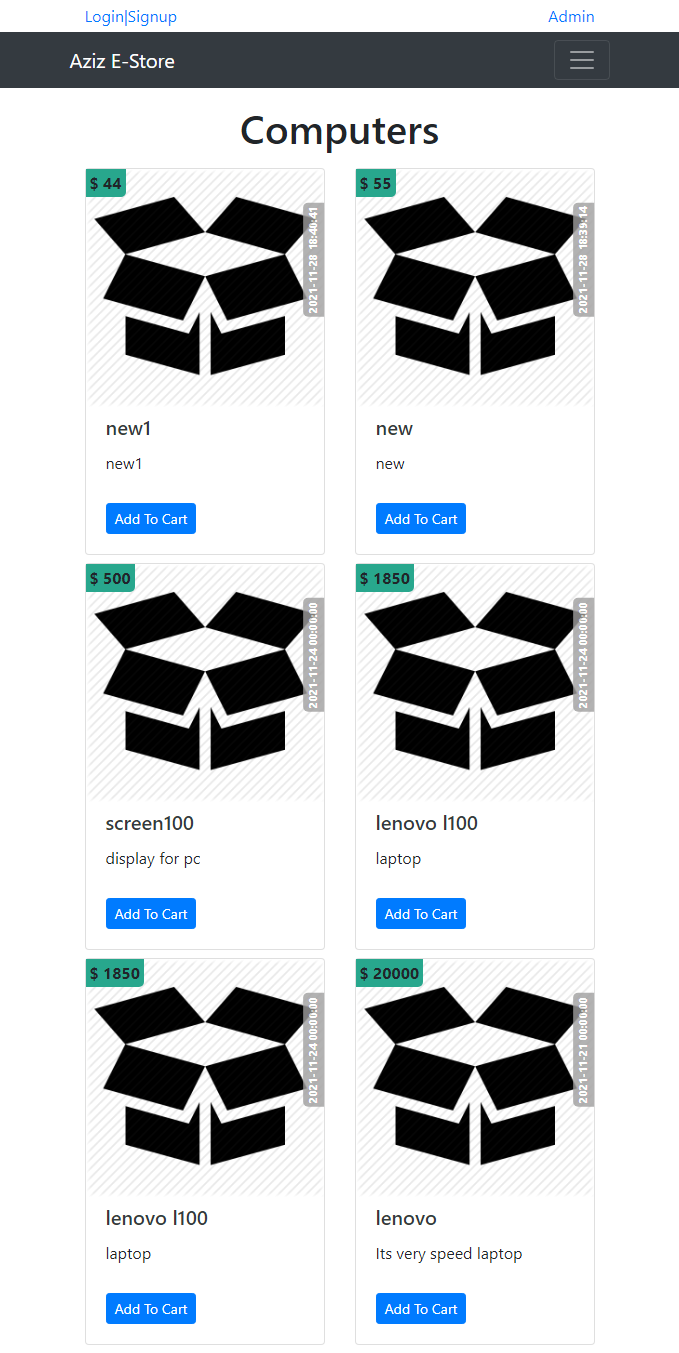 Login|Signup Admin
Aziz E-Store
Computers
$ 44
2021-11-28 18:40:41
new1
new1
Add To Cart
$ 55
2021-11-28 18:39:14
new
new
Add To Cart
$ 500
2021-11-24 00:00:00
screen100
display for pc
Add To Cart
$ 1850
2021-11-24 00:00:00
lenovo l100
laptop
Add To Cart
$ 1850
2021-11-24 00:00:00
lenovo l100
laptop
Add To Cart
$ 20000
2021-11-21 00:00:00
lenovo
Its very speed laptop
Add To Cart